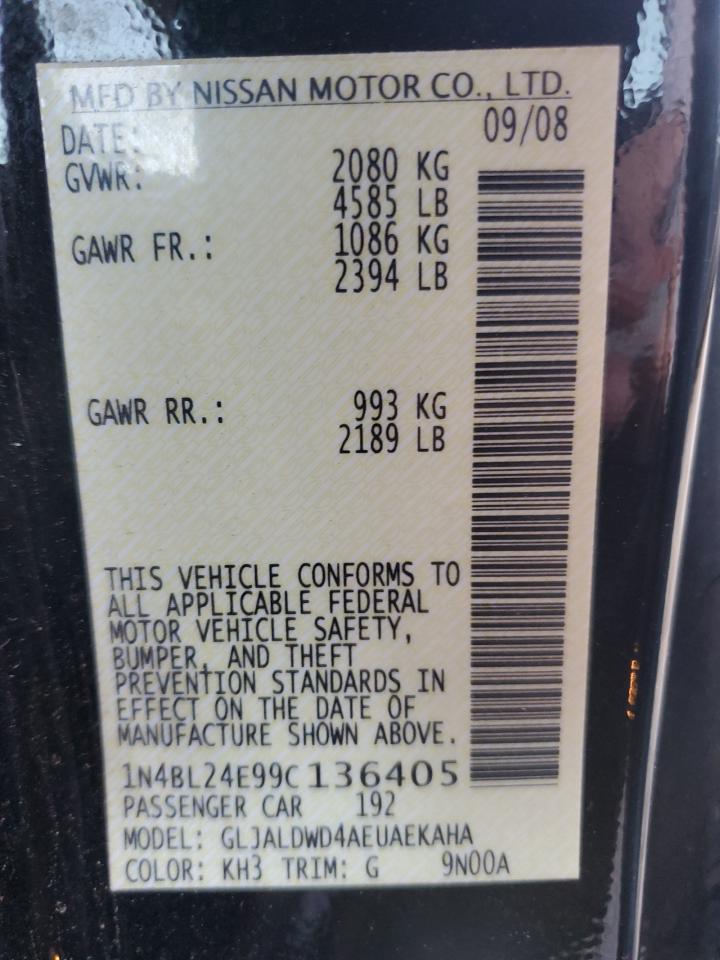 MFD BY NISSAN MOTOR CO., LTD.
DATE: 09/08
GVWR: 2080 KG
4585 LB
GAWR FR.: 1086 KG
2394 LB
GAWR RR.: 993 KG
2189 LB
THIS VEHICLE CONFORMS TO
ALL APPLICABLE FEDERAL
MOTOR VEHICLE SAFETY,
BUMPER, AND THEFT
PREVENTION STANDARDS IN
EFFECT ON THE DATE OF
MANUFACTURE SHOWN ABOVE.
1N4BL24E99C136405
PASSENGER CAR 192
MODEL: GLJALDWD4AEUAEKAHA
COLOR: KH3 TRIM: G 9N00A